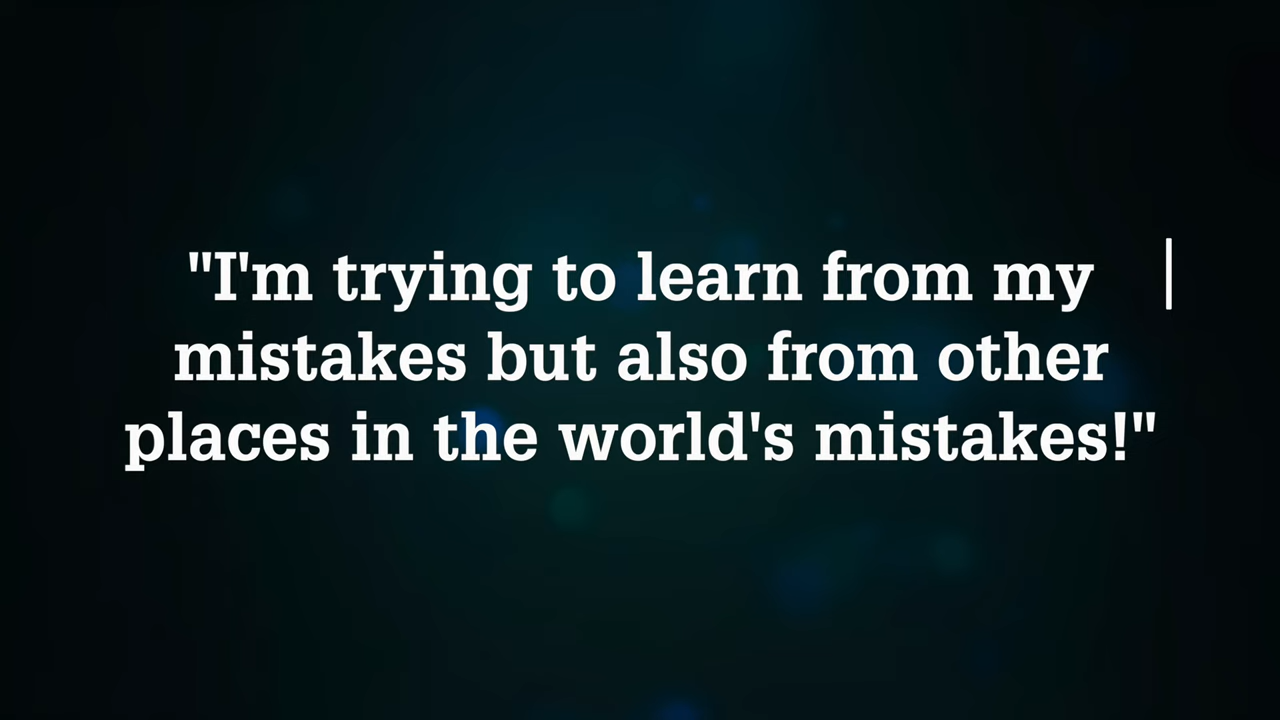 "I'm trying to learn from my
mistakes but also from other
places in the world's mistakes!"